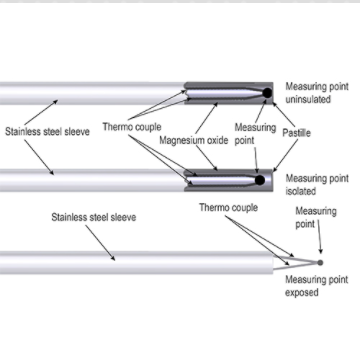 Measuring point
uninsulated
Stainless steel sleeve
Thermo couple
Magnesium oxide
Measuring
point
Pastille
Measuring point
isolated
Stainless steel sleeve
Thermo couple
Measuring
point
Measuring point
exposed